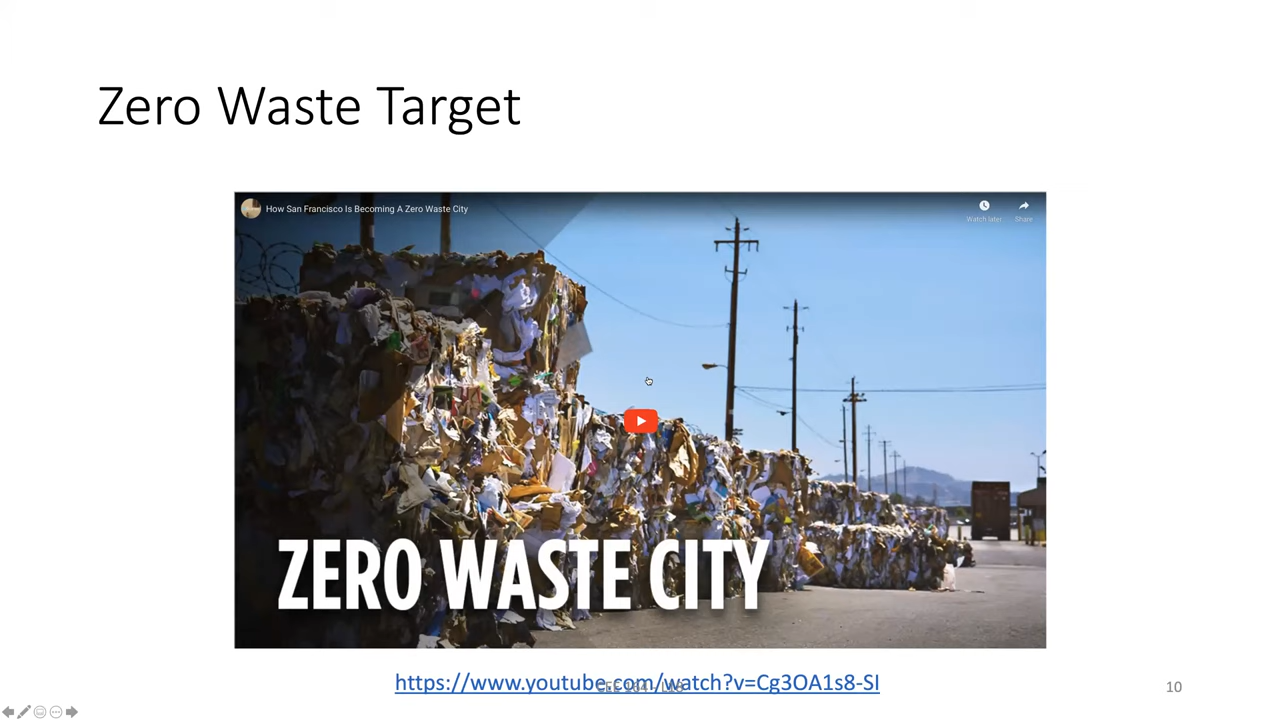 Zero Waste Target
How San Francisco Is Becoming A Zero Waste City
Watch later
Share
ZERO WASTE CITY
https://www.youtube.com/watch?v=Cg3OA1s8-SI
10